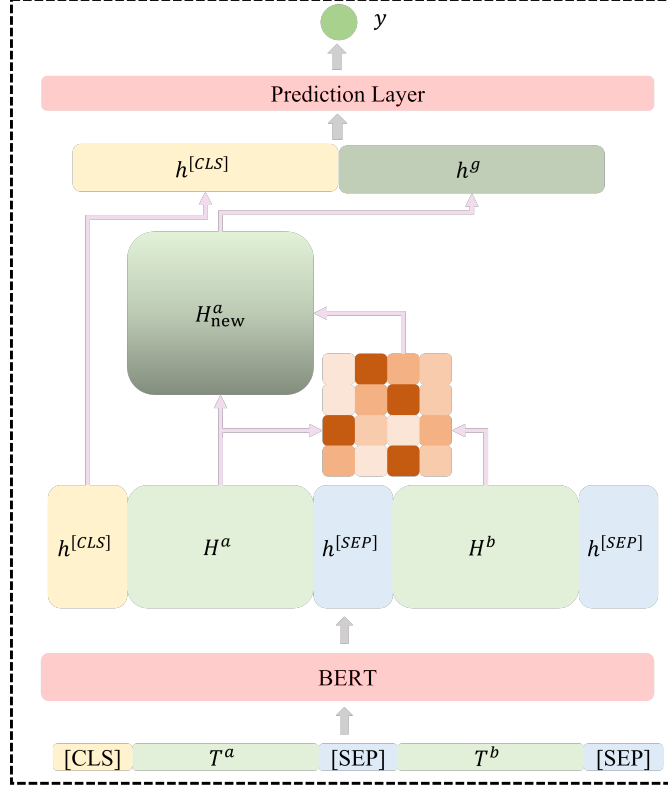 y
Prediction Layer
h^[CLS] h^g
H^a_new
h^[CLS] H^a h^[SEP] H^b h^[SEP]
BERT
[CLS] T^a [SEP] T^b [SEP]